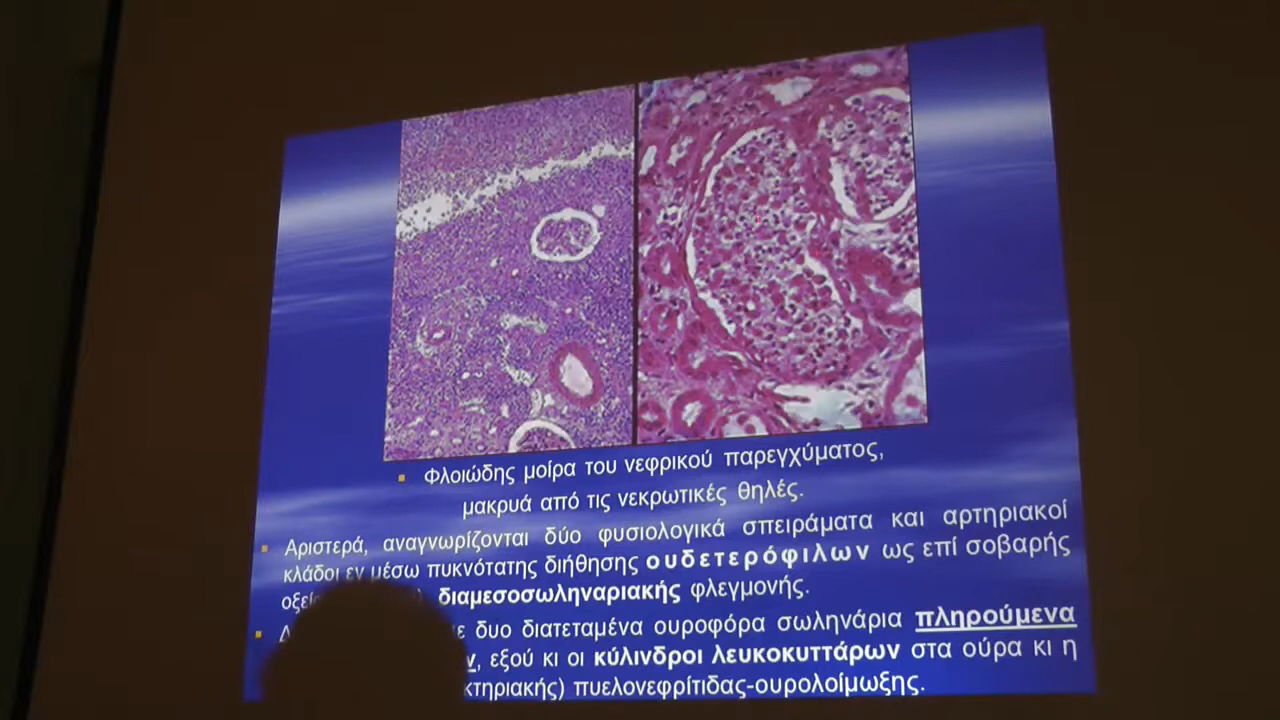 Φλοιώδης μοίρα του νεφρικού παρεγχύματος,
μακρυά από τις νεκρωτικές θηλές.
Αριστερά, αναγνωρίζονται δύο φυσιολογικά σπειράματα και αρτηριακοί
κλάδοι εν μέσω πυκνότατης διήθησης ουδετερόφιλων ως επί σοβαρής
διαμεσοσωληναριακής φλεγμονής.
δυο διατεταμένα ουροφόρα σωληνάρια πληρούμενα
εξού κι οι κύλινδροι λευκοκυττάρων στα ούρα κι η
κτηριακής) πυελονεφρίτιδας-ουρολοίμωξης.